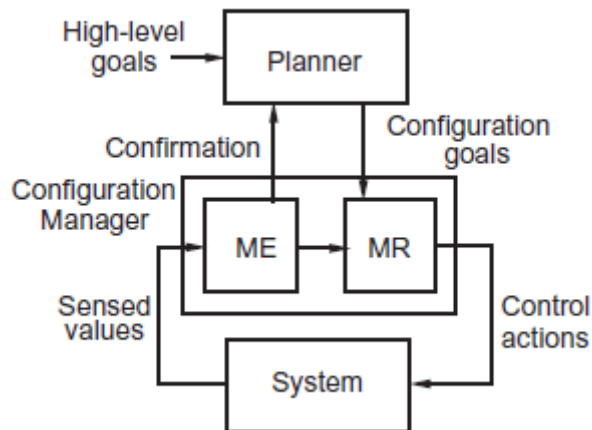 High-level
goals
Planner
Confirmation
Configuration
goals
Configuration
Manager
ME
MR
Sensed
values
Control
actions
System